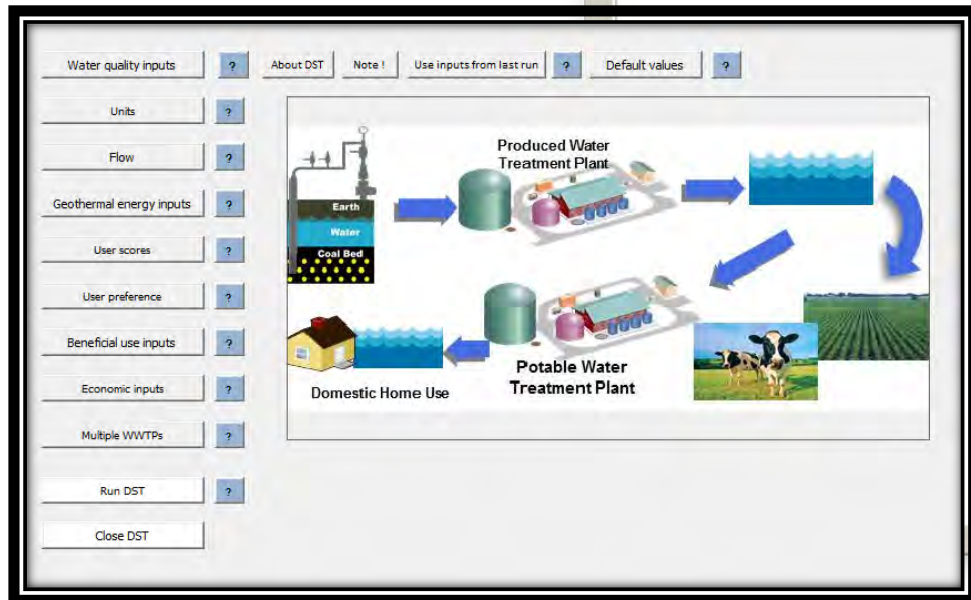 Water quality inputs
?
About DST
Note !
Use inputs from last run
?
Default values
?
Units
?
Flow
?
Geothermal energy inputs
?
User scores
?
User preference
?
Beneficial use inputs
?
Economic inputs
?
Multiple WWTPs
?
Run DST
?
Close DST
Produced Water
Treatment Plant
Earth
Water
Coal Bed
Potable Water
Treatment Plant
Domestic Home Use